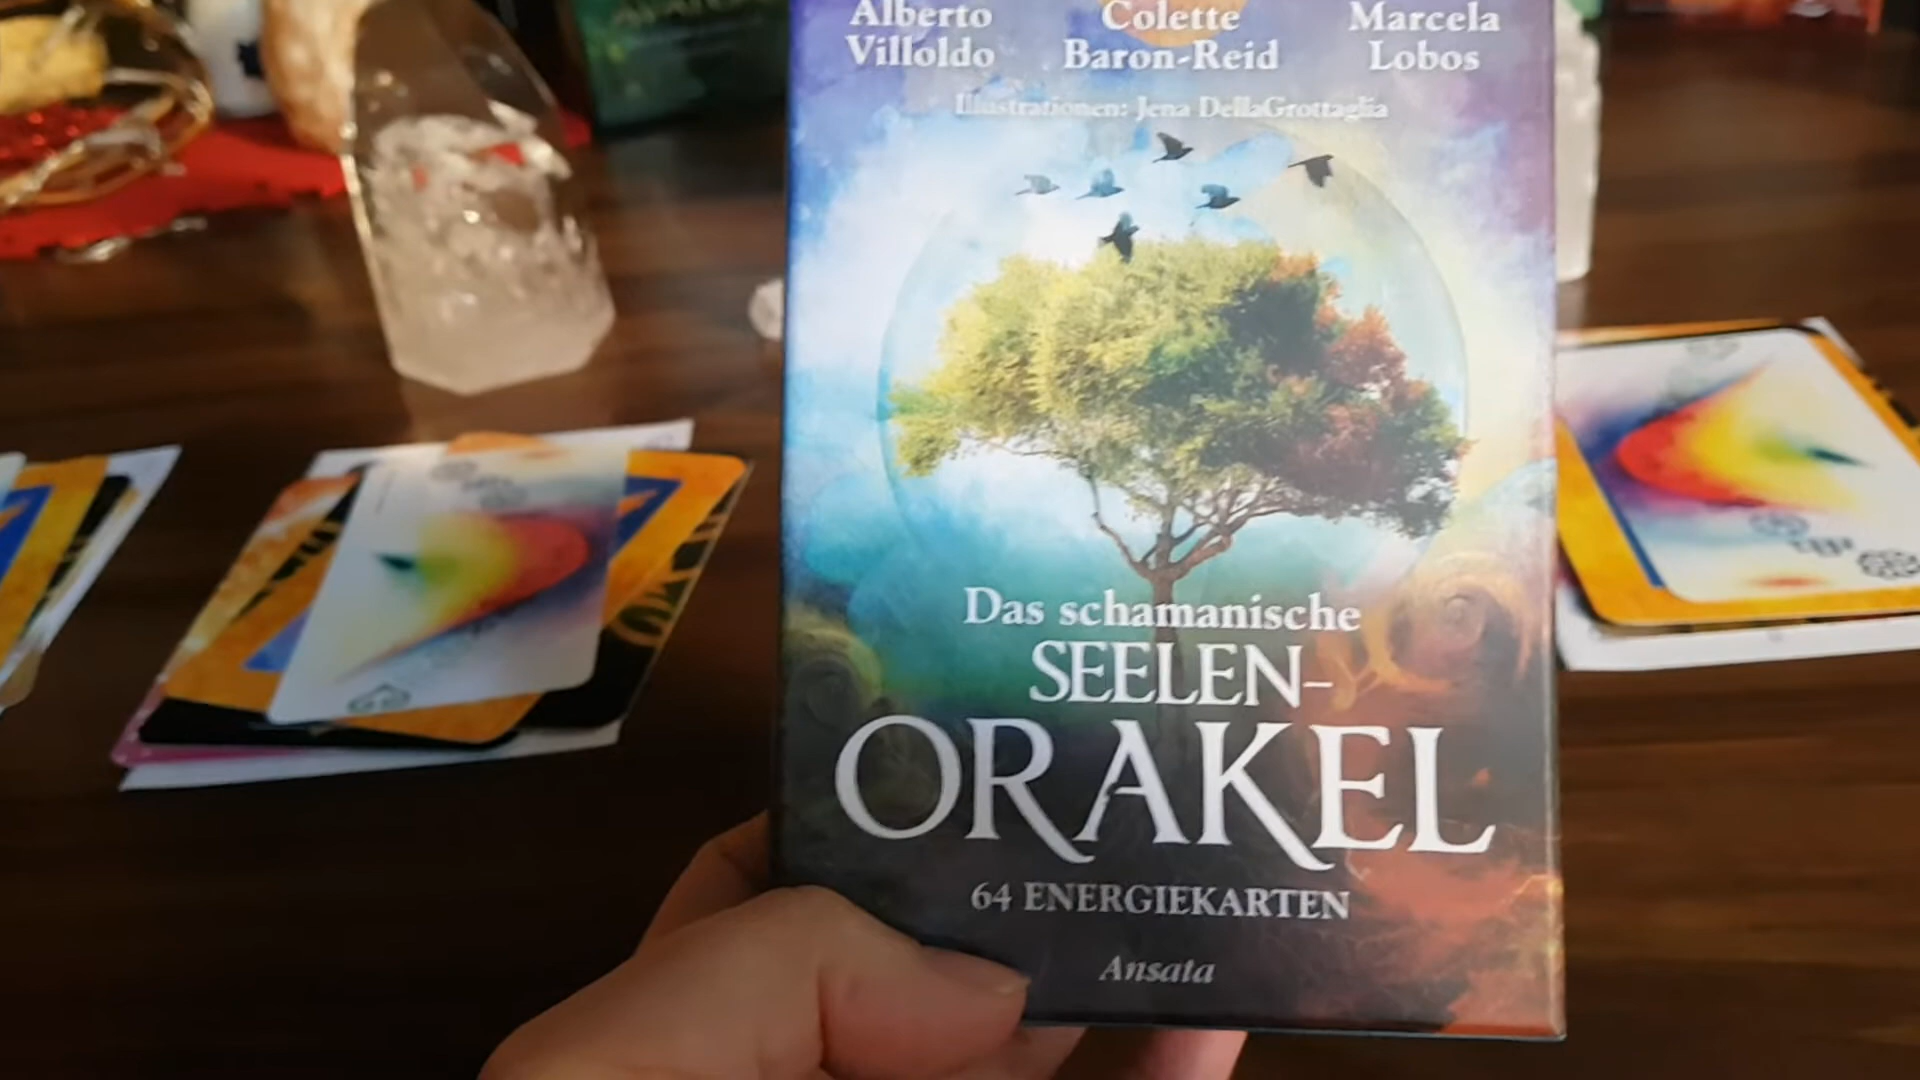 Alberto Villoldo
Colette Baron-Reid
Marcela Lobos
Illustrationen: Jena DellaGrottaglia
Das schamanische
SEELEN-
ORAKEL
64 ENERGIEKARTEN
Ansata